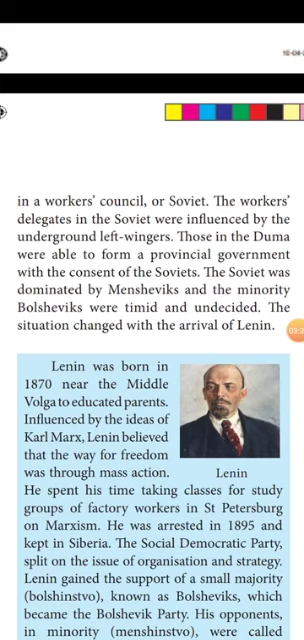 in a workers' council, or Soviet. The workers'
delegates in the Soviet were influenced by the
underground left-wingers. Those in the Duma
were able to form a provincial government
with the consent of the Soviets. The Soviet was
dominated by Mensheviks and the minority
Bolsheviks were timid and undecided. The
situation changed with the arrival of Lenin.
Lenin was born in
1870 near the Middle
Volga to educated parents.
Influenced by the ideas of
Karl Marx, Lenin believed
that the way for freedom
was through mass action.
Lenin
He spent his time taking classes for study
groups of factory workers in St Petersburg
on Marxism. He was arrested in 1895 and
kept in Siberia. The Social Democratic Party,
split on the issue of organisation and strategy.
Lenin gained the support of a small majority
(bolshinstvo), known as Bolsheviks, which
became the Bolshevik Party. His opponents,
in minority (menshinstvo), were called